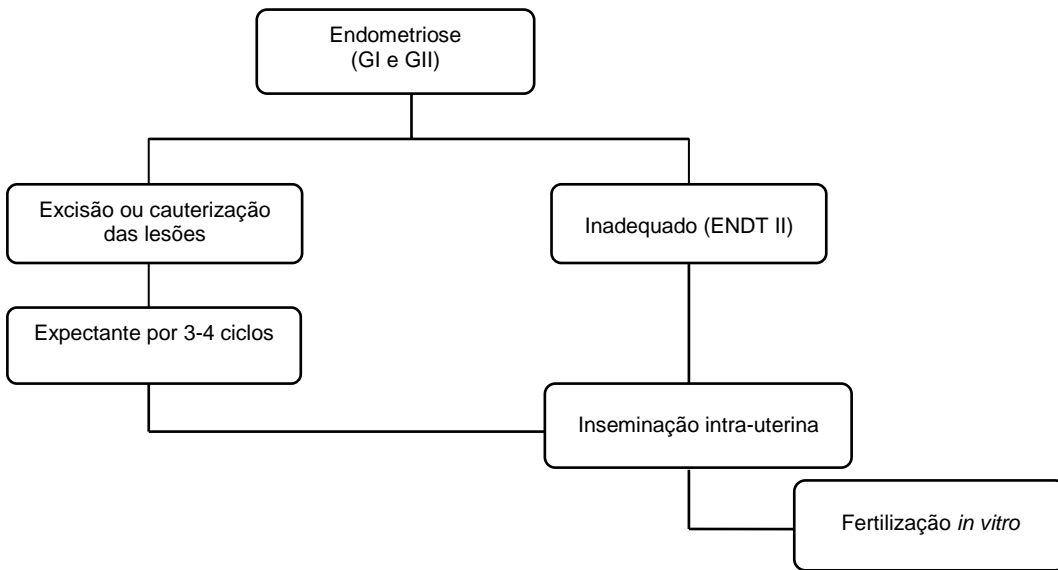 Endometriose
(GI e GII)
Excisão ou cauterização
das lesões
Inadequado (ENDT II)
Expectante por 3-4 ciclos
Inseminação intra-uterina
Fertilização in vitro